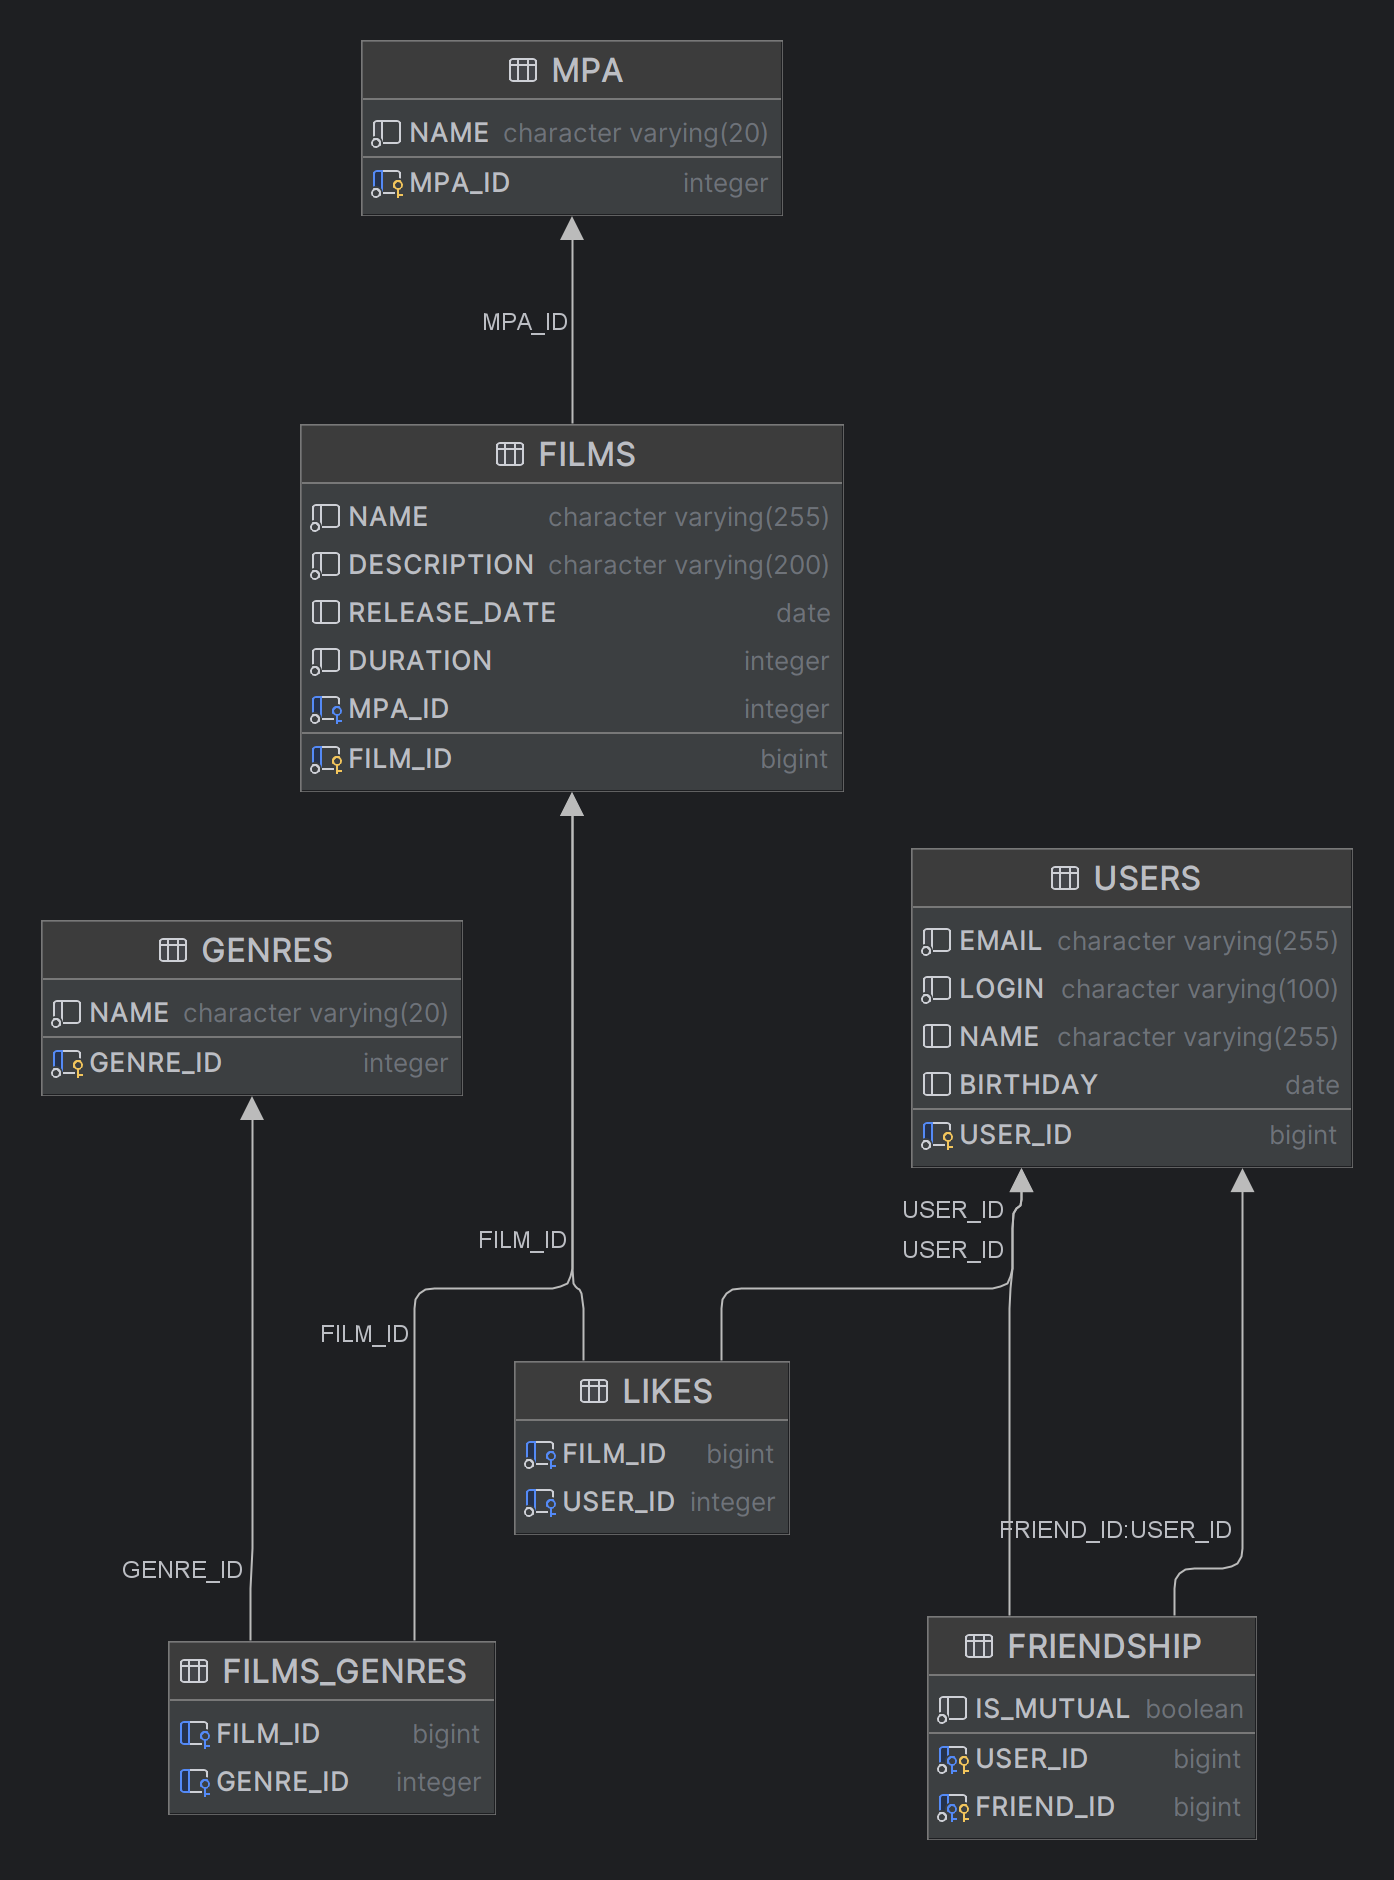 MPA
NAME character varying(20)
MPA_ID integer
MPA_ID
FILMS
NAME character varying(255)
DESCRIPTION character varying(200)
RELEASE_DATE date
DURATION integer
MPA_ID integer
FILM_ID bigint
USERS
EMAIL character varying(255)
LOGIN character varying(100)
NAME character varying(255)
BIRTHDAY date
USER_ID bigint
GENRES
NAME character varying(20)
GENRE_ID integer
USER_ID
USER_ID
FILM_ID
FILM_ID
LIKES
FILM_ID bigint
USER_ID integer
FRIEND_ID:USER_ID
GENRE_ID
FILMS_GENRES
FILM_ID bigint
GENRE_ID integer
FRIENDSHIP
IS_MUTUAL boolean
USER_ID bigint
FRIEND_ID bigint